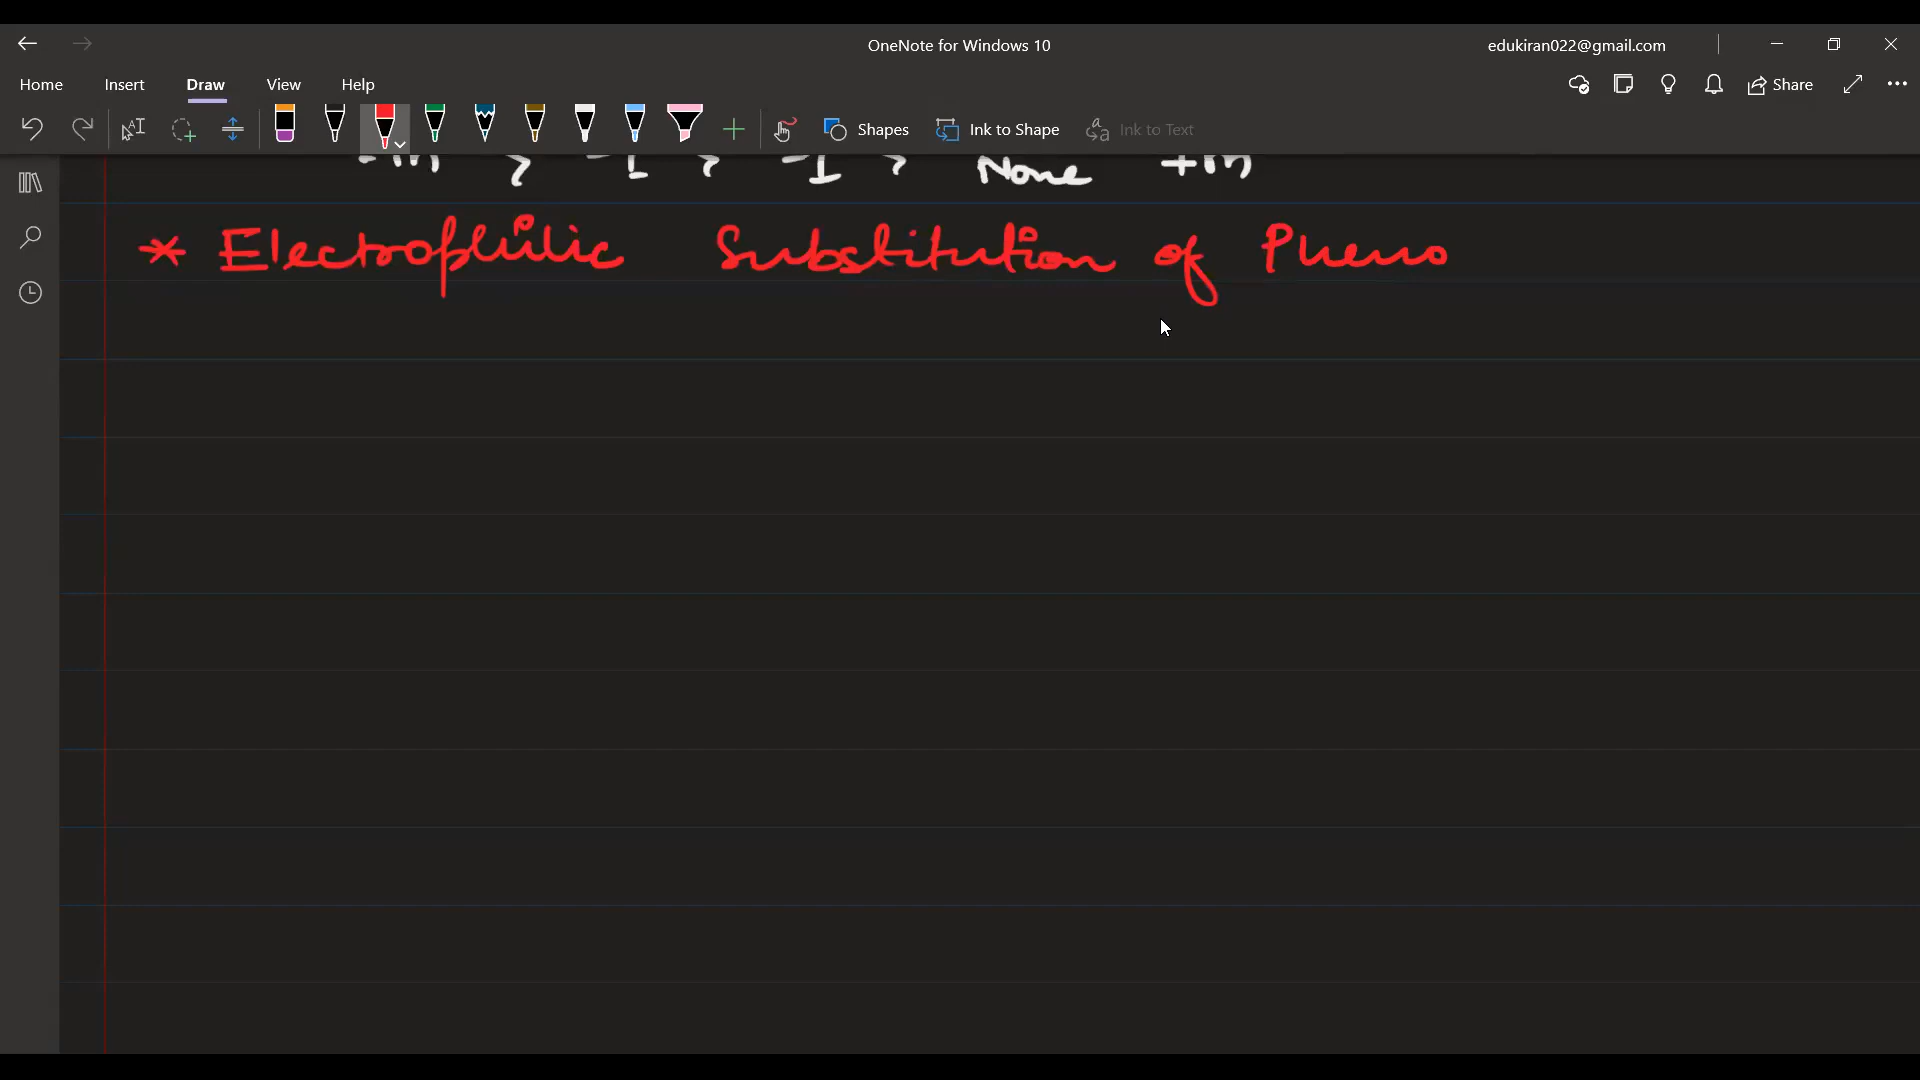 OneNote for Windows 10
edukiran022@gmail.com
Home Insert Draw View Help
Share
Shapes Ink to Shape Ink to Text
-m > -I > -I > None +m
* Electrophilic Substitution of Pheno